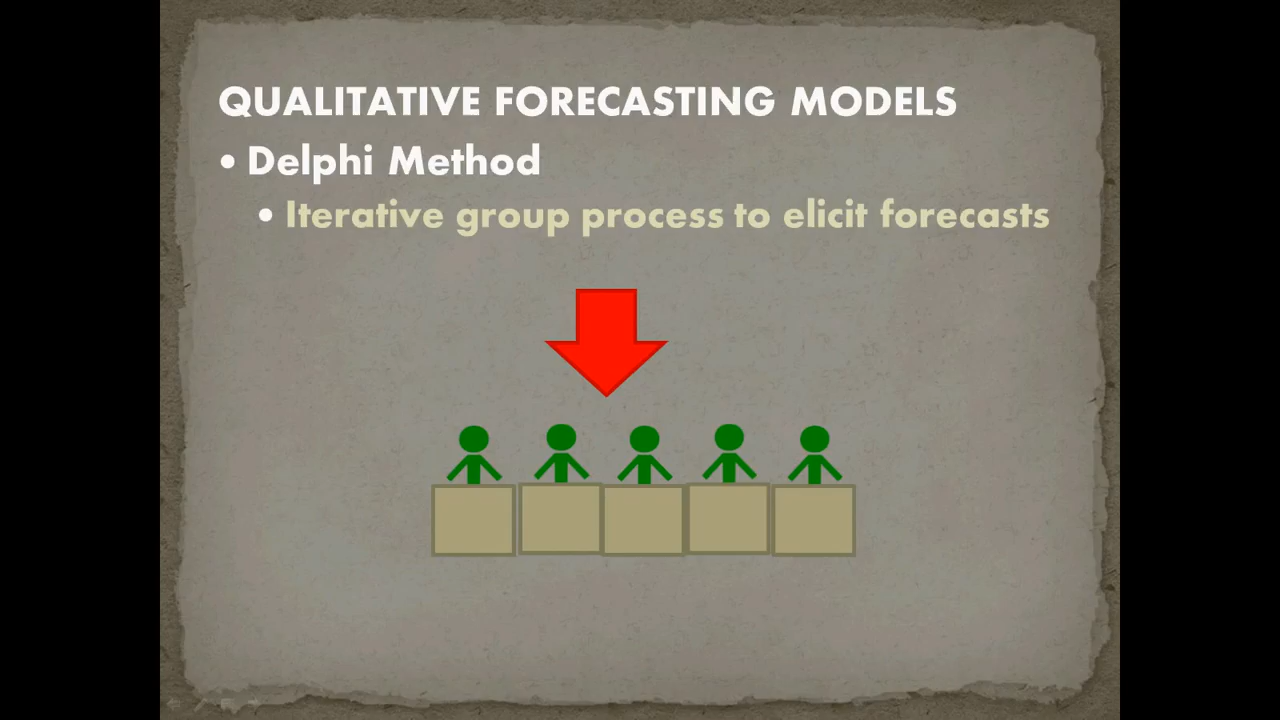 QUALITATIVE FORECASTING MODELS
• Delphi Method
• Iterative group process to elicit forecasts